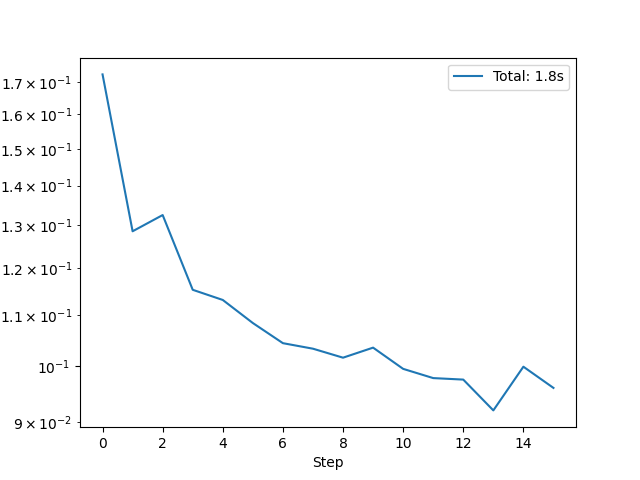 Total: 1.8s
1.7 × 10⁻¹
1.6 × 10⁻¹
1.5 × 10⁻¹
1.4 × 10⁻¹
1.3 × 10⁻¹
1.2 × 10⁻¹
1.1 × 10⁻¹
10⁻¹
9 × 10⁻²
0 2 4 6 8 10 12 14
Step